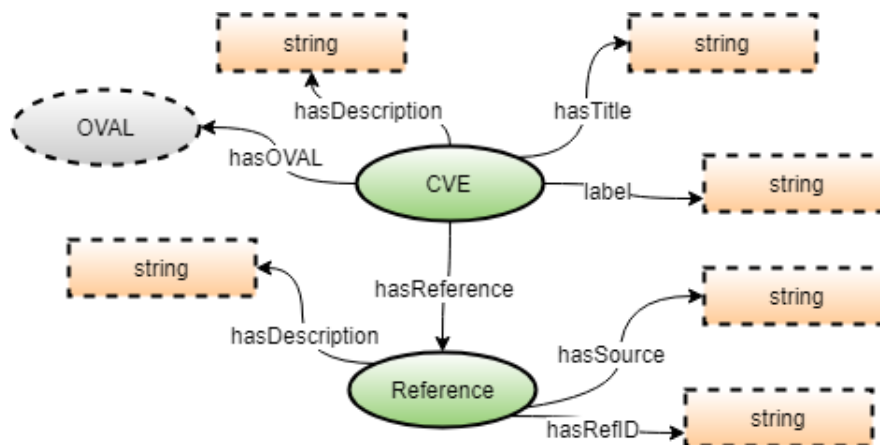 string
string
hasDescription
hasTitle
OVAL
hasOVAL
CVE
label
string
string
hasReference
string
hasDescription
hasSource
Reference
hasRefID
string